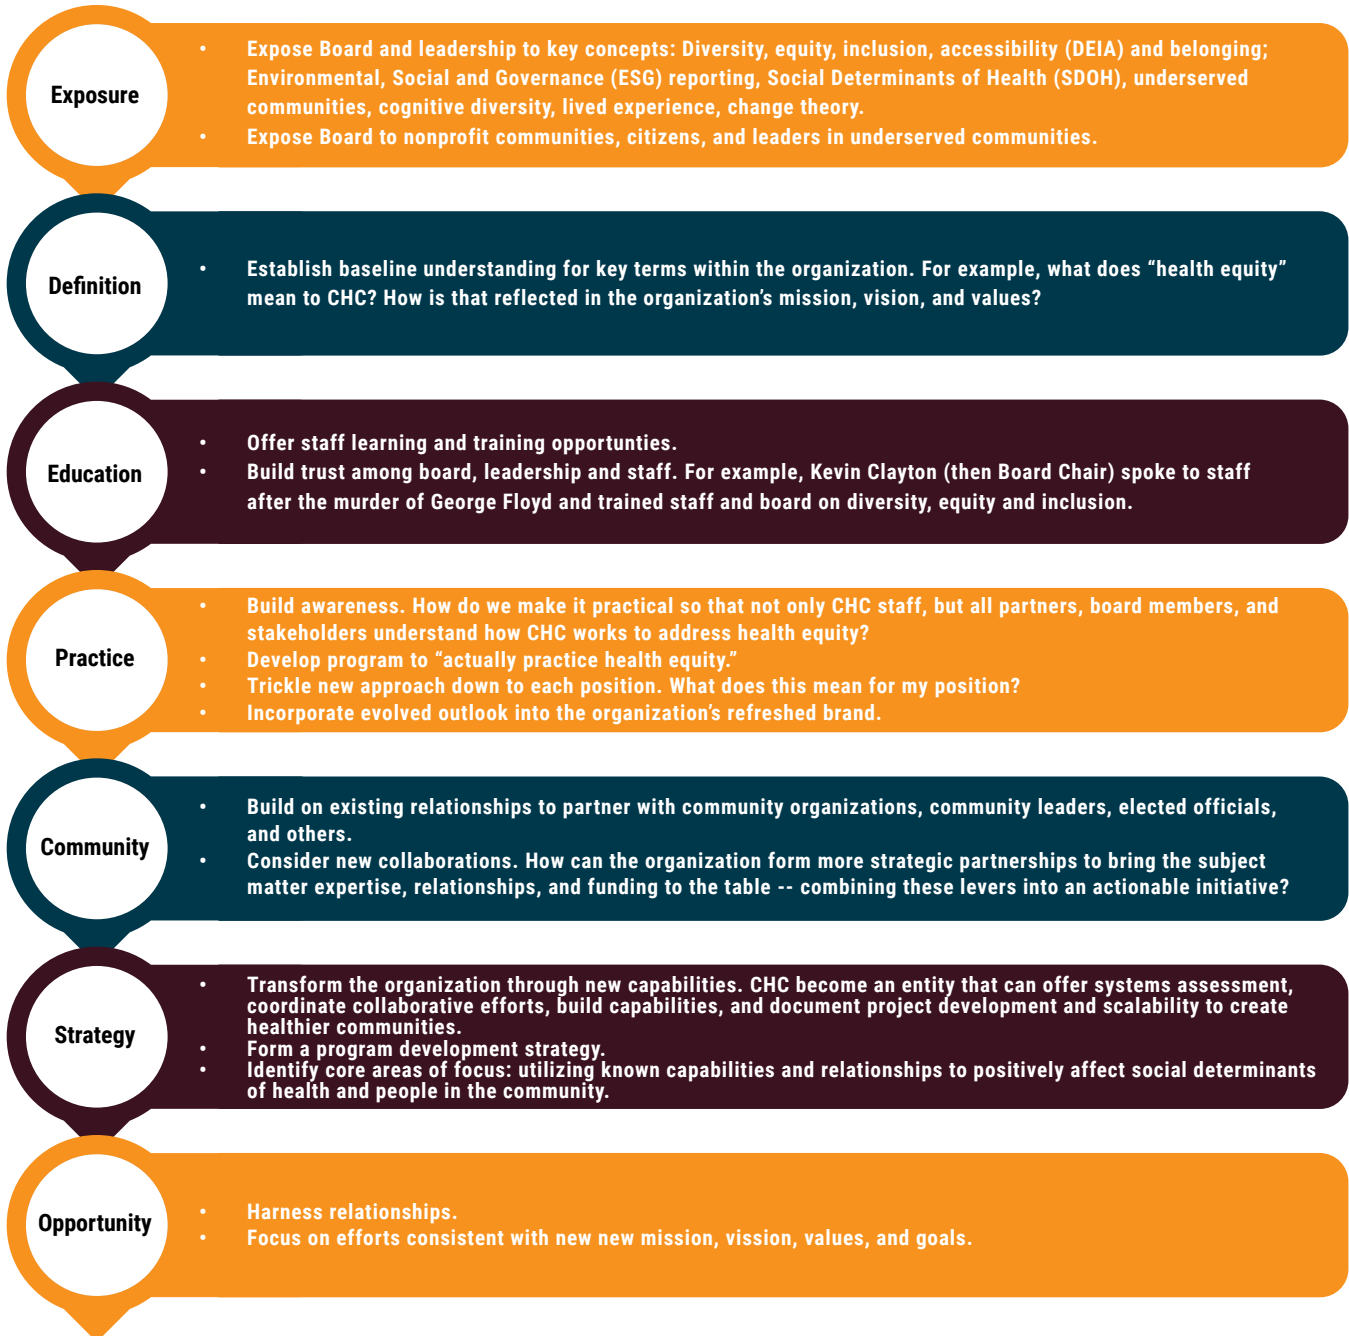 Exposure
• Expose Board and leadership to key concepts: Diversity, equity, inclusion, accessibility (DEIA) and belonging;
Environmental, Social and Governance (ESG) reporting, Social Determinants of Health (SDOH), underserved
communities, cognitive diversity, lived experience, change theory.
• Expose Board to nonprofit communities, citizens, and leaders in underserved communities.
Definition
• Establish baseline understanding for key terms within the organization. For example, what does “health equity”
mean to CHC? How is that reflected in the organization’s mission, vision, and values?
Education
• Offer staff learning and training opportunties.
• Build trust among board, leadership and staff. For example, Kevin Clayton (then Board Chair) spoke to staff
after the murder of George Floyd and trained staff and board on diversity, equity and inclusion.
Practice
• Build awareness. How do we make it practical so that not only CHC staff, but all partners, board members, and
stakeholders understand how CHC works to address health equity?
• Develop program to “actually practice health equity.”
• Trickle new approach down to each position. What does this mean for my position?
• Incorporate evolved outlook into the organization’s refreshed brand.
Community
• Build on existing relationships to partner with community organizations, community leaders, elected officials,
and others.
• Consider new collaborations. How can the organization form more strategic partnerships to bring the subject
matter expertise, relationships, and funding to the table -- combining these levers into an actionable initiative?
Strategy
• Transform the organization through new capabilities. CHC become an entity that can offer systems assessment,
coordinate collaborative efforts, build capabilities, and document project development and scalability to create
healthier communities.
• Form a program development strategy.
• Identify core areas of focus: utilizing known capabilities and relationships to positively affect social determinants
of health and people in the community.
Opportunity
• Harness relationships.
• Focus on efforts consistent with new new mission, vission, values, and goals.